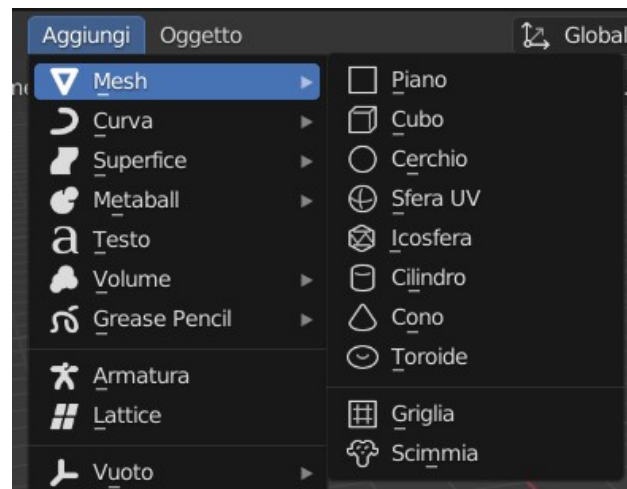 Aggiungi Oggetto Global
Mesh
Curva
Superfice
Metaball
Testo
Volume
Grease Pencil
Armatura
Lattice
Vuoto
Piano
Cubo
Cerchio
Sfera UV
Icosfera
Cilindro
Cono
Toroide
Griglia
Scimmia